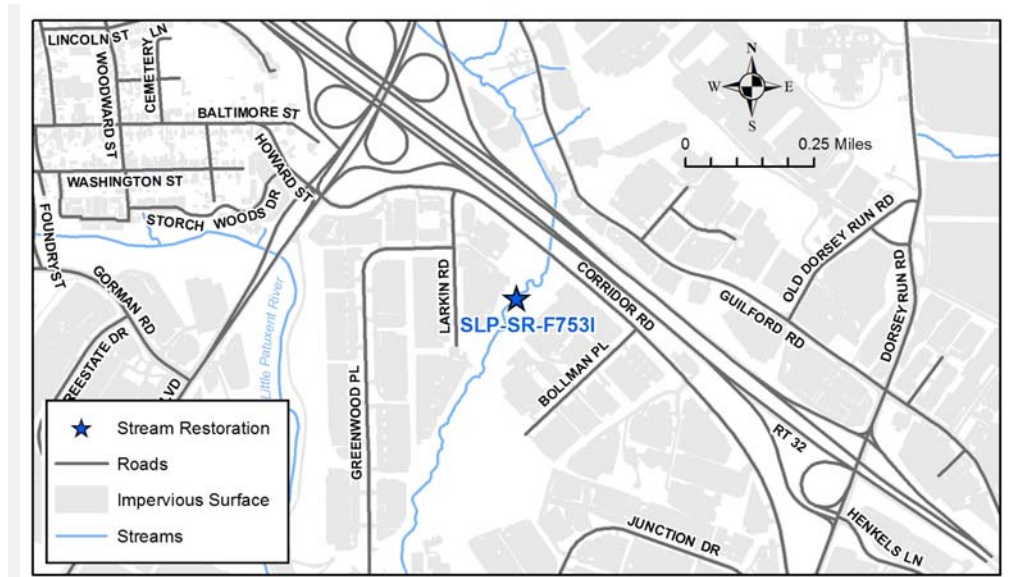 LINCOLN ST
WOODWARD ST
CEMETERY LN
BALTIMORE ST
HOWARD ST
WASHINGTON ST
STORCH WOODS DR
FOUNDRY ST
GORMAN RD
REESTATE DR
LVD
Little Patuxent River
GREENWOOD PL
LARKIN RD
SLP-SR-F753I
CORRIDOR RD
BOLLMAN PL
GUILFORD RD
OLD DORSEY RUN RD
DORSEY RUN RD
RT 32
HENKELS LN
JUNCTION DR
N
W E
S
0 0.25 Miles
Stream Restoration
Roads
Impervious Surface
Streams